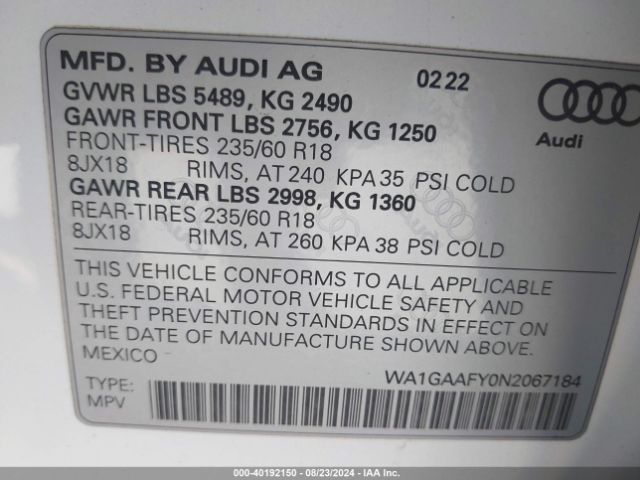 MFD. BY AUDI AG 02 22
GVWR LBS 5489, KG 2490
GAWR FRONT LBS 2756, KG 1250
FRONT-TIRES 235/60 R18
8JX18 RIMS, AT 240 KPA 35 PSI COLD
GAWR REAR LBS 2998, KG 1360
REAR-TIRES 235/60 R18
8JX18 RIMS, AT 260 KPA 38 PSI COLD
Audi
THIS VEHICLE CONFORMS TO ALL APPLICABLE
U.S. FEDERAL MOTOR VEHICLE SAFETY AND
THEFT PREVENTION STANDARDS IN EFFECT ON
THE DATE OF MANUFACTURE SHOWN ABOVE.
MEXICO
WA1GAAFY0N2067184
TYPE:
MPV
000-40192150 - 08/23/2024 - IAA Inc.